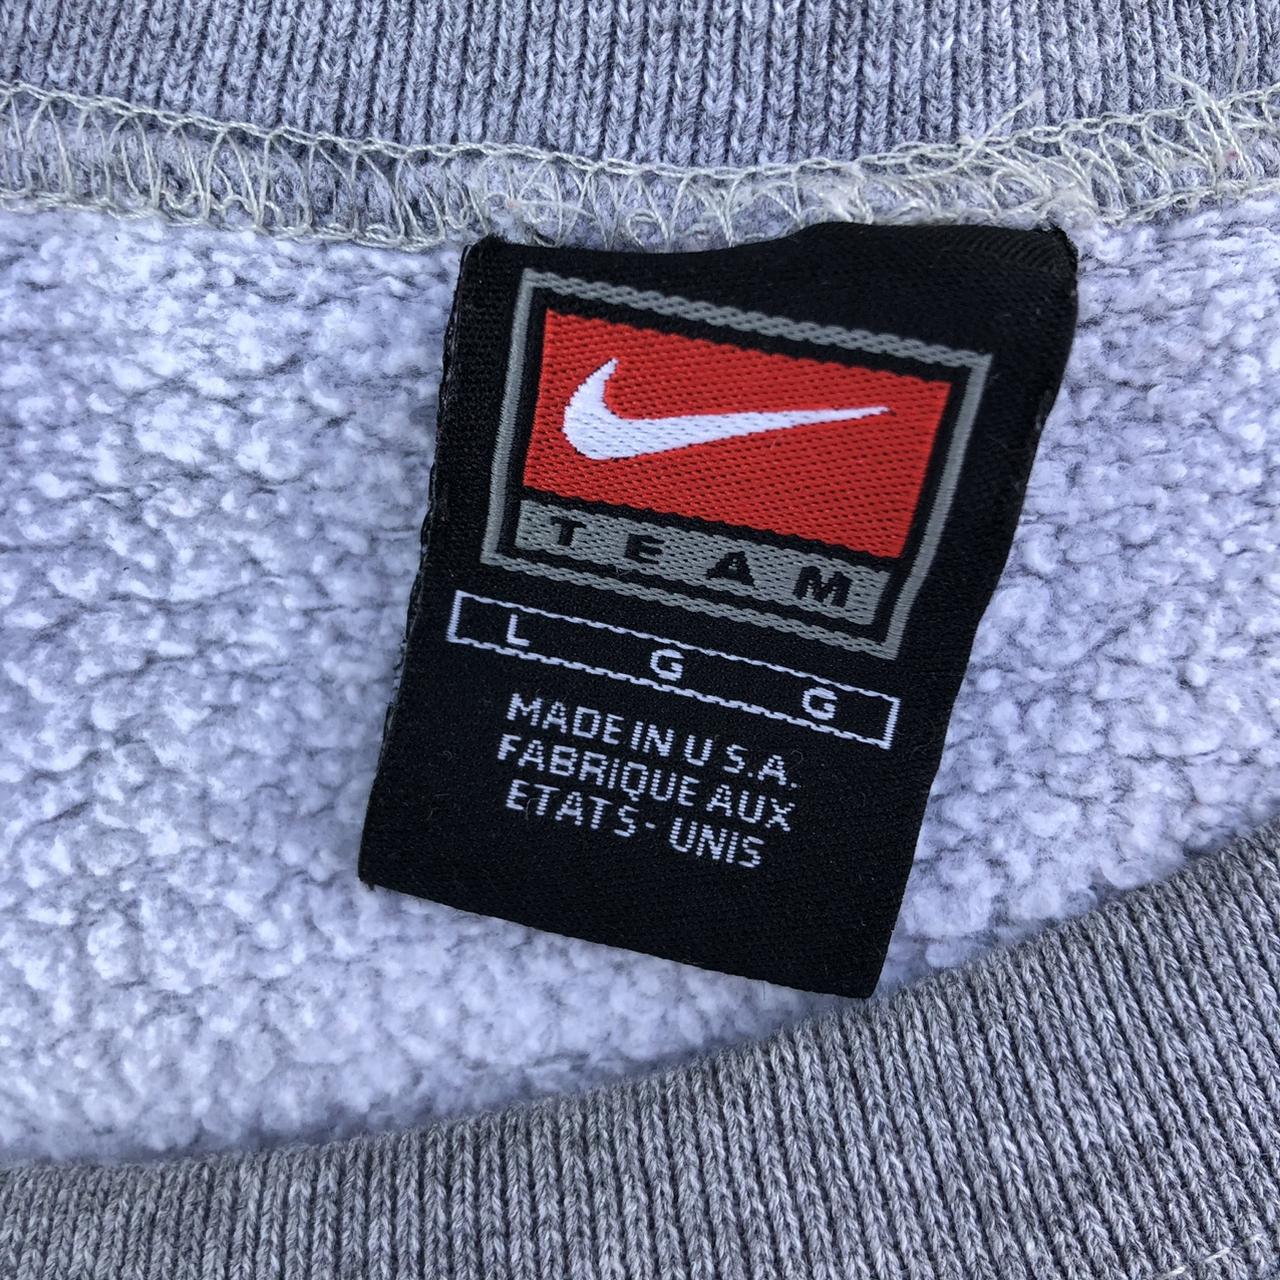 TEAM
L G G
MADE IN U S.A.
FABRIQUE AUX
ETATS- UNIS